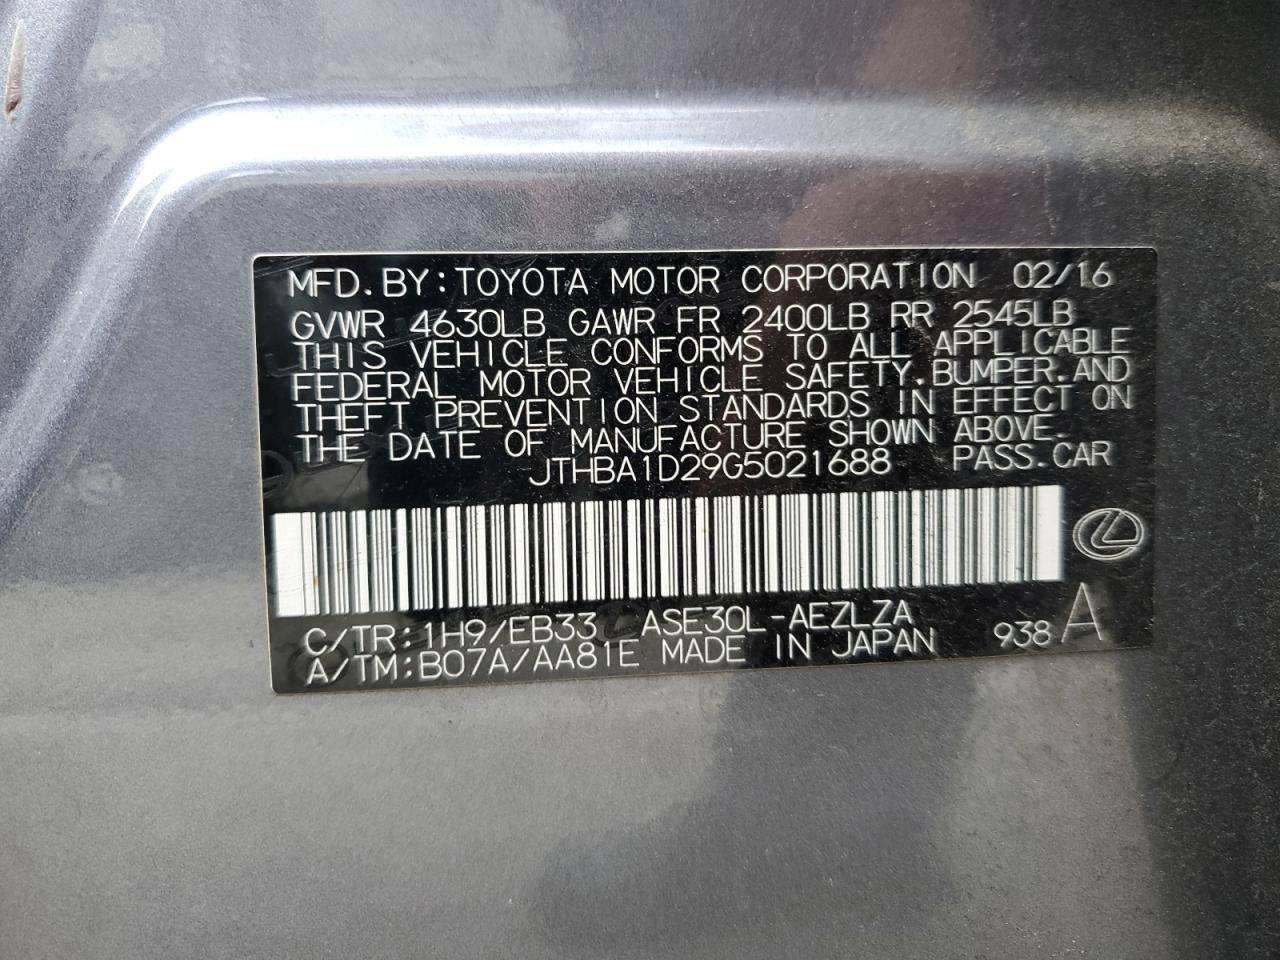 MFD.BY:TOYOTA MOTOR CORPORATION 02/16
GVWR 4630LB GAWR FR 2400LB RR 2545LB
THIS VEHICLE CONFORMS TO ALL APPLICABLE
FEDERAL MOTOR VEHICLE SAFETY.BUMPER.AND
THEFT PREVENTION STANDARDS IN EFFECT ON
THE DATE OF MANUFACTURE SHOWN ABOVE.
JTHBA1D29G5021688 PASS.CAR
C/TR:1H9/EB33 ASE30L-AEZLZA
A/TM:B07A/AA81E MADE IN JAPAN 938 A